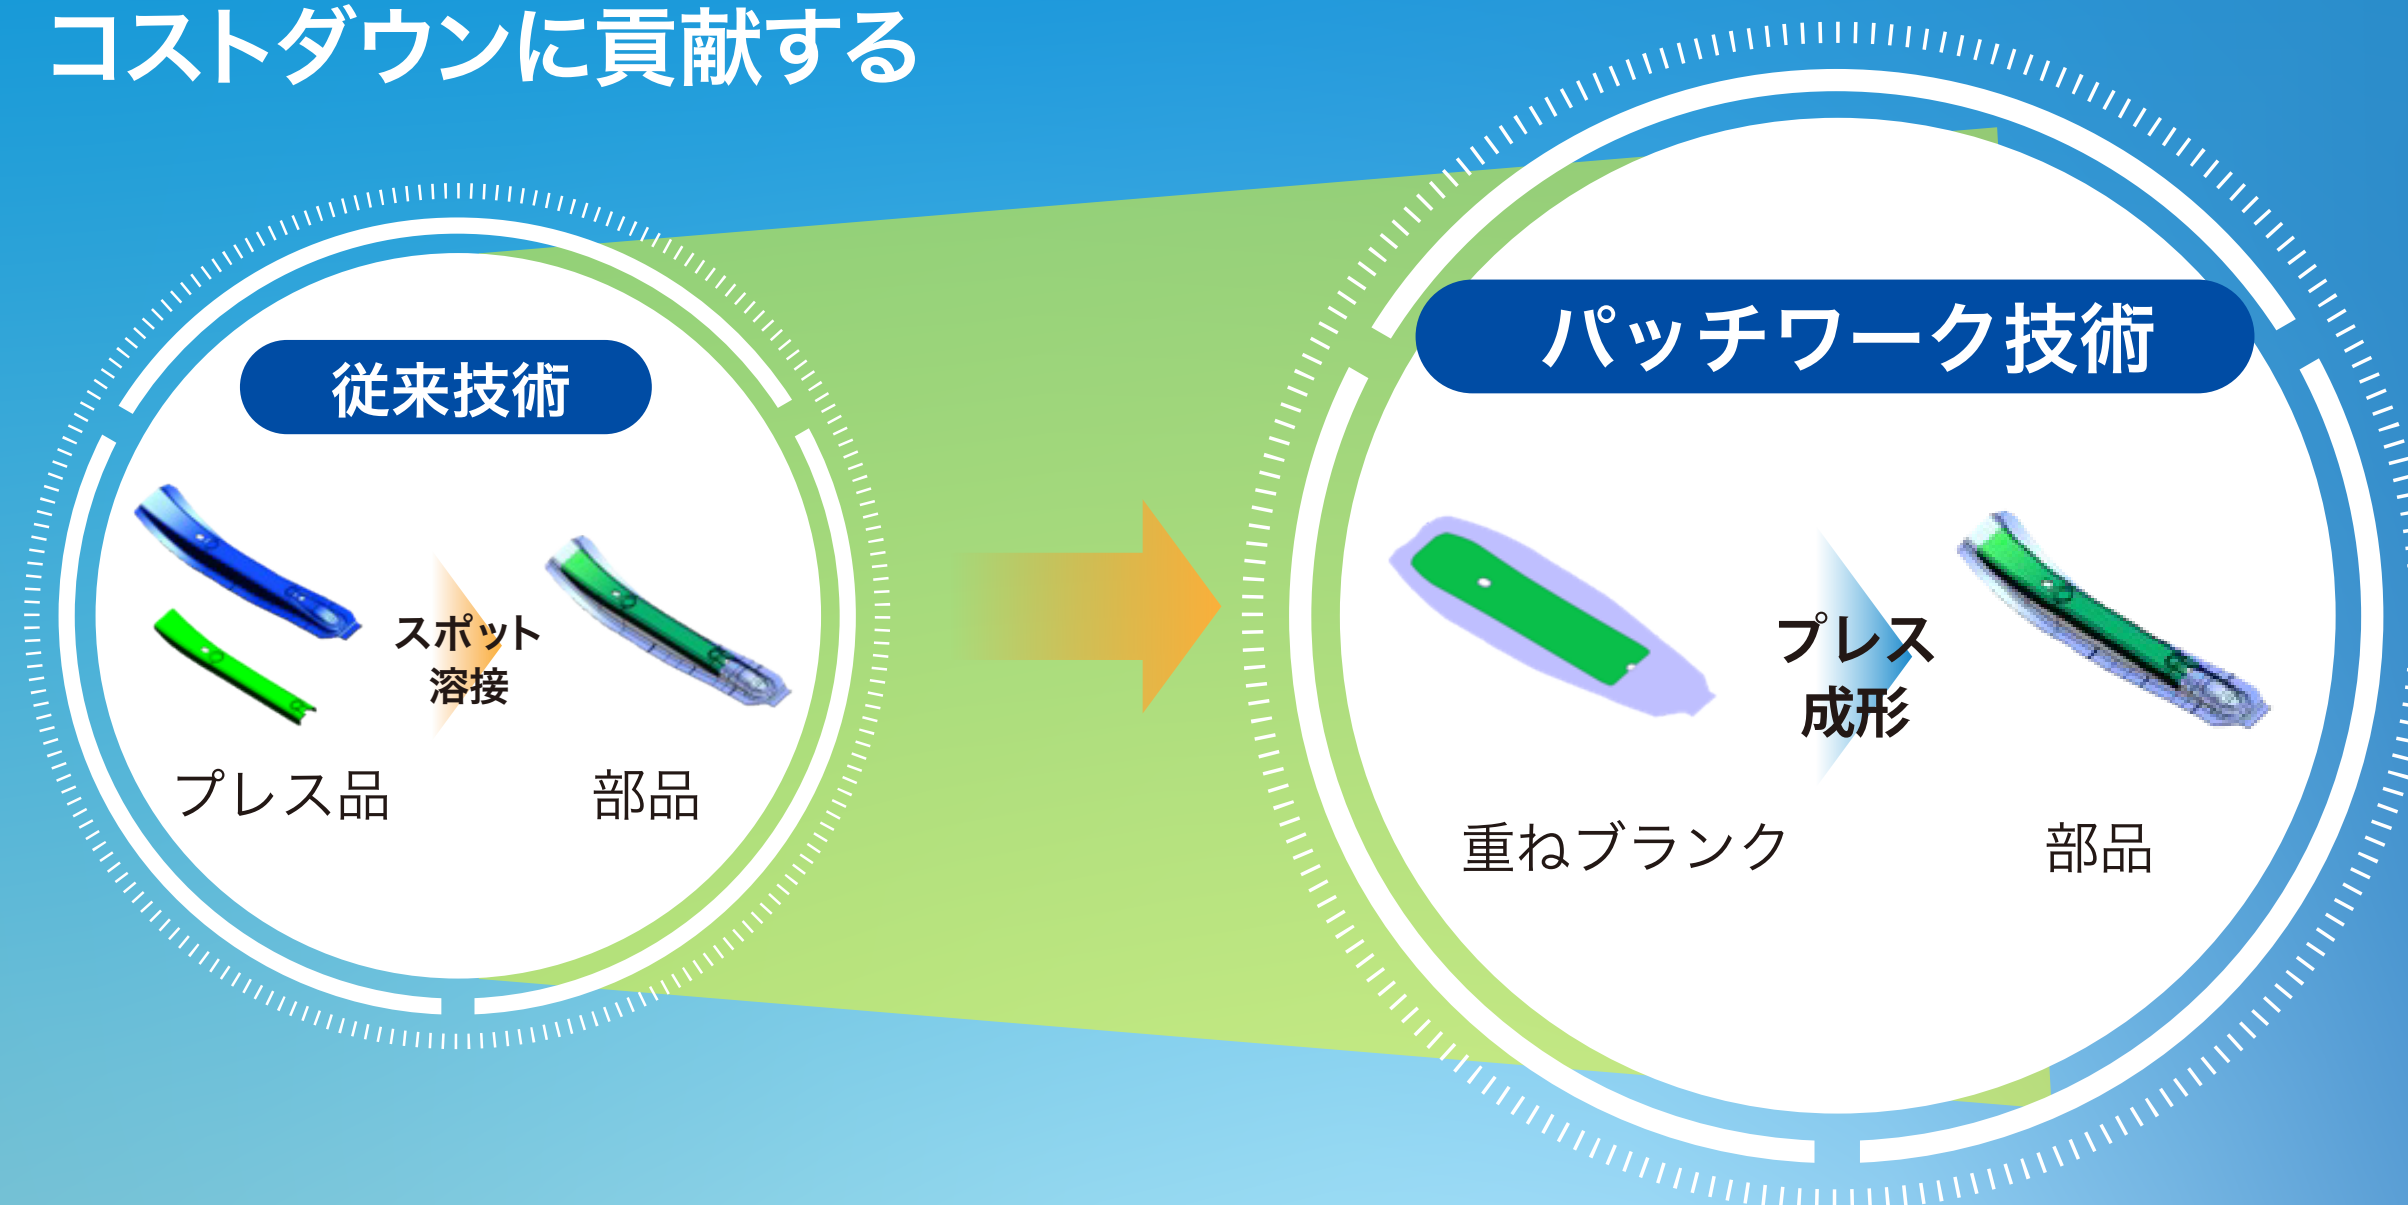 コストダウンに貢献する
従来技術
スポット
溶接
プレス品
部品
パッチワーク技術
プレス
成形
重ねブランク
部品